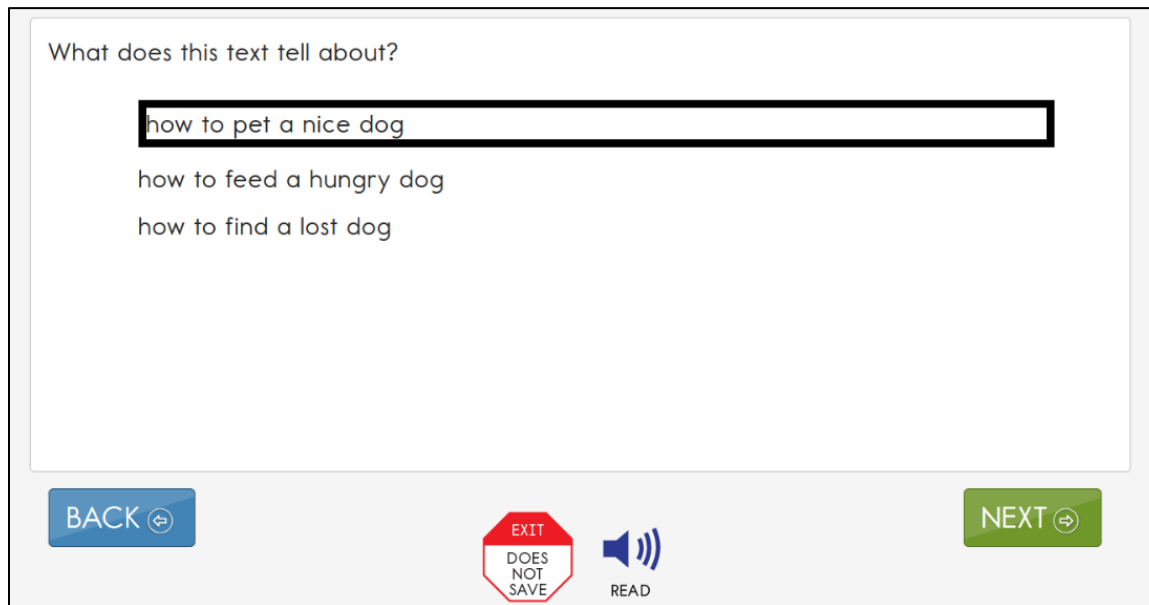 What does this text tell about?
how to pet a nice dog
how to feed a hungry dog
how to find a lost dog
BACK
EXIT
DOES
NOT
SAVE
READ
NEXT